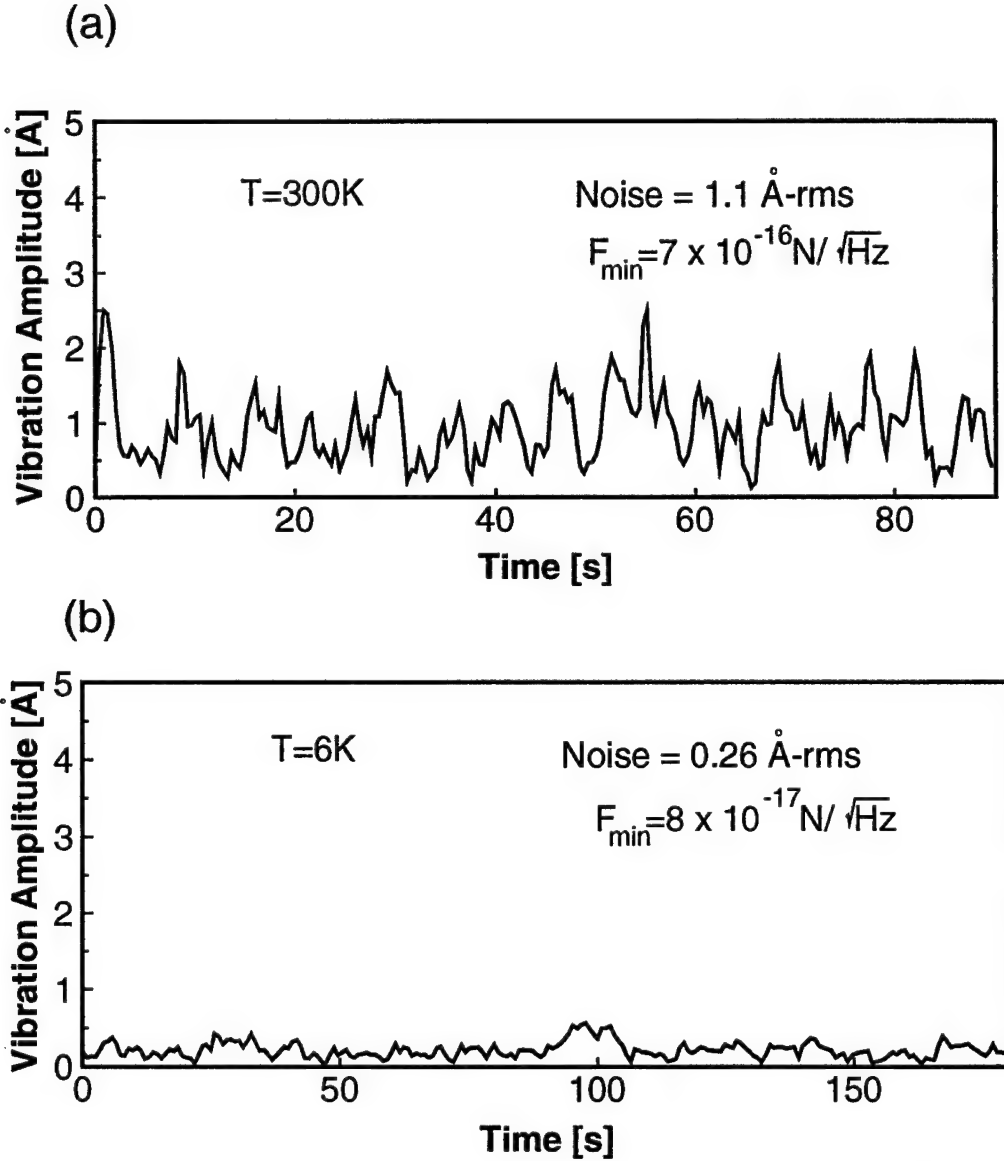 (a)
Vibration Amplitude [Å]
5
4
3
2
1
0
T=300K
Noise = 1.1 Å-rms
F_min=7 x 10^-16 N/ √Hz
0 20 40 60 80
Time [s]
(b)
Vibration Amplitude [Å]
5
4
3
2
1
0
T=6K
Noise = 0.26 Å-rms
F_min=8 x 10^-17 N/ √Hz
0 50 100 150
Time [s]